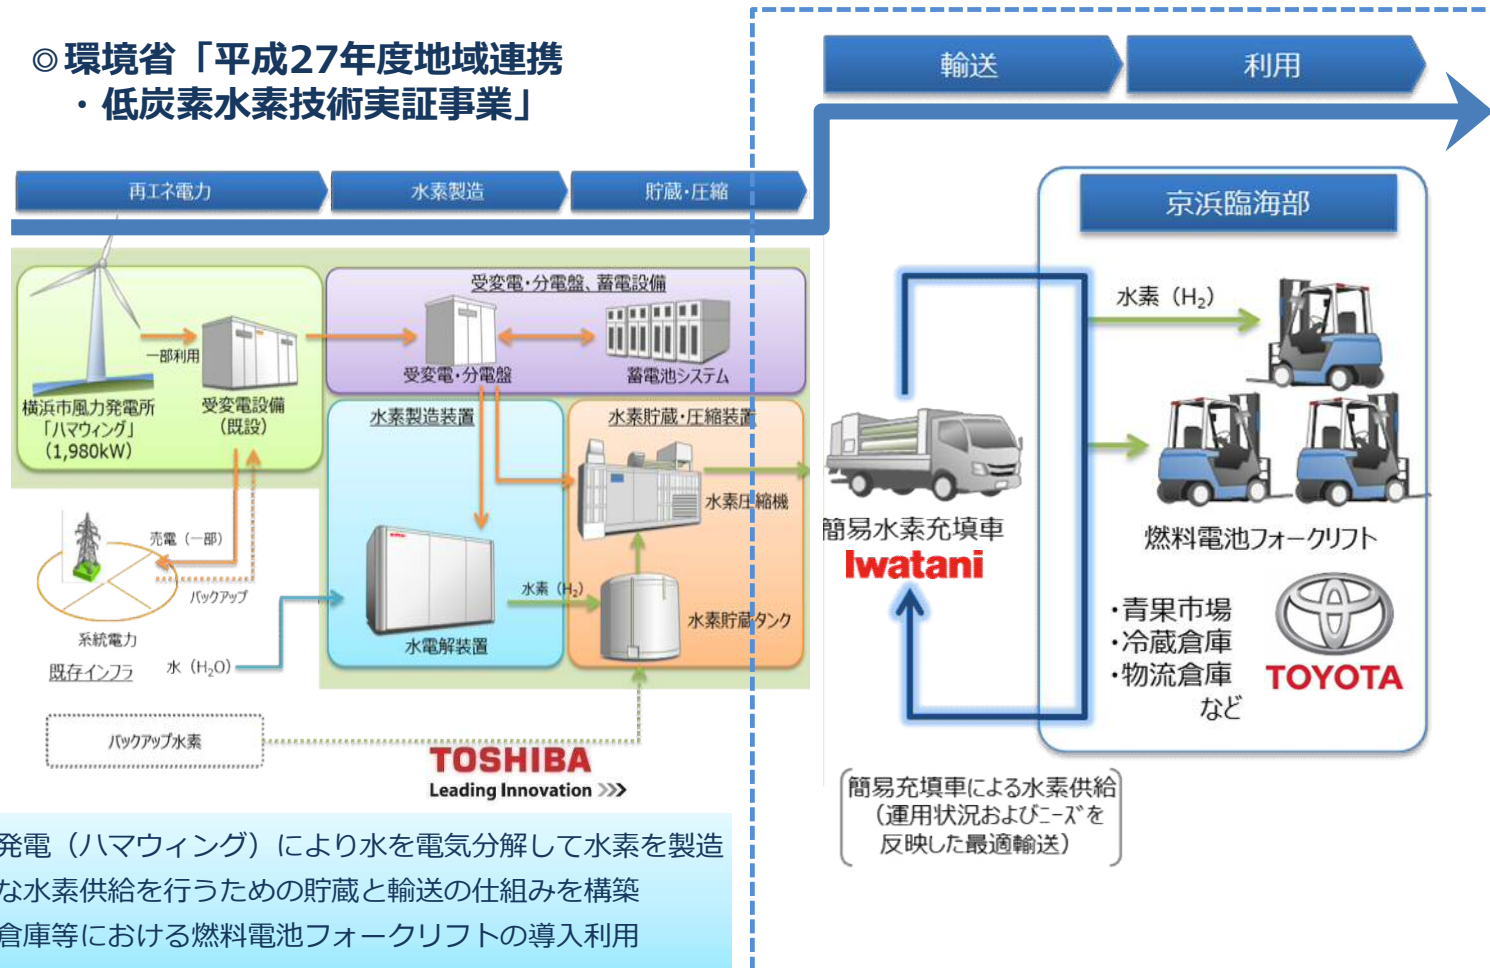 ◎環境省「平成27年度地域連携
・低炭素水素技術実証事業」
輸送
利用
再エネ電力
水素製造
貯蔵・圧縮
京浜臨海部
受変電・分電盤、蓄電設備
一部利用
受変電・分電盤
蓄電池システム
横浜市風力発電所
「ハマウィング」
(1,980kW)
受変電設備
(既設)
水素製造装置
水素貯蔵・圧縮装置
水素圧縮機
売電(一部)
バックアップ
系統電力
既存インフラ
水(H₂O)
水電解装置
水素(H₂)
水素貯蔵タンク
バックアップ水素
TOSHIBA
Leading Innovation >>>
水素(H₂)
簡易水素充填車
Iwatani
燃料電池フォークリフト
・青果市場
・冷蔵倉庫
・物流倉庫
など
TOYOTA
簡易充填車による水素供給
(運用状況およびニーズを
反映した最適輸送)
発電(ハマウィング)により水を電気分解して水素を製造
な水素供給を行うための貯蔵と輸送の仕組みを構築
倉庫等における燃料電池フォークリフトの導入利用